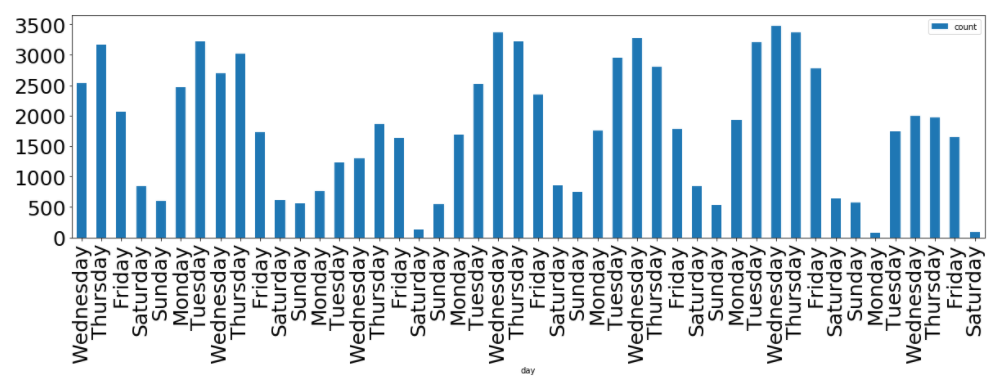 3500
3000
2500
2000
1500
1000
500
0
count
Wednesday
Thursday
Friday
Saturday
Sunday
Monday
Tuesday
Wednesday
Thursday
Friday
Saturday
Sunday
Monday
Tuesday
Wednesday
Thursday
Friday
Saturday
Sunday
Monday
Tuesday
Wednesday
Thursday
Friday
Saturday
Sunday
Monday
Tuesday
Wednesday
Thursday
Friday
Saturday
Sunday
Monday
Tuesday
Wednesday
Thursday
Friday
Saturday
Sunday
Monday
Tuesday
Wednesday
Thursday
Friday
Saturday
day